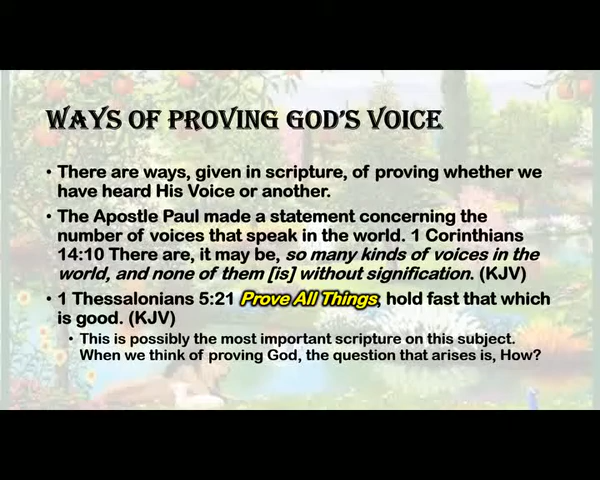 WAYS OF PROVING GOD'S VOICE
• There are ways, given in scripture, of proving whether we
have heard His Voice or another.
• The Apostle Paul made a statement concerning the
number of voices that speak in the world. 1 Corinthians
14:10 There are, it may be, so many kinds of voices in the
world, and none of them [is] without signification. (KJV)
• 1 Thessalonians 5:21 Prove All Things, hold fast that which
is good. (KJV)
• This is possibly the most important scripture on this subject.
When we think of proving God, the question that arises is, How?